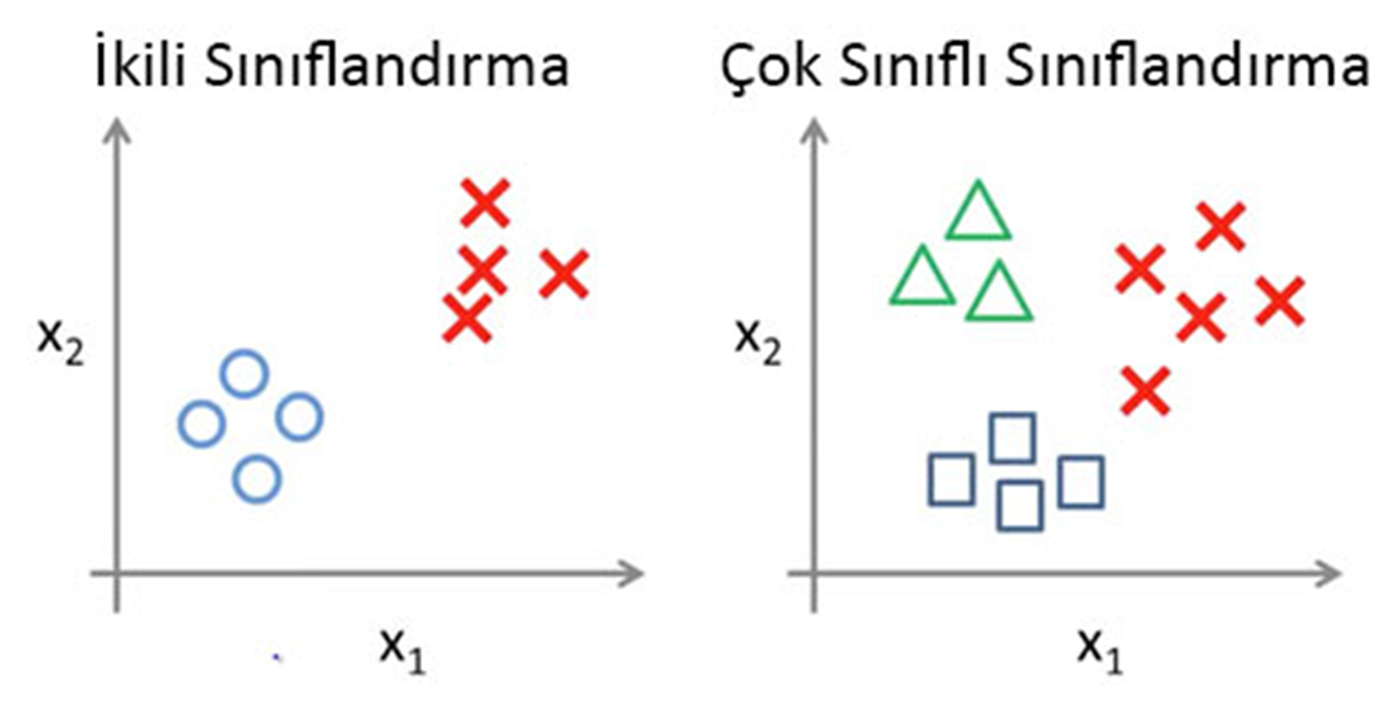 İkili Sınıflandırma
x₂
x₁
Çok Sınıflı Sınıflandırma
x₂
x₁